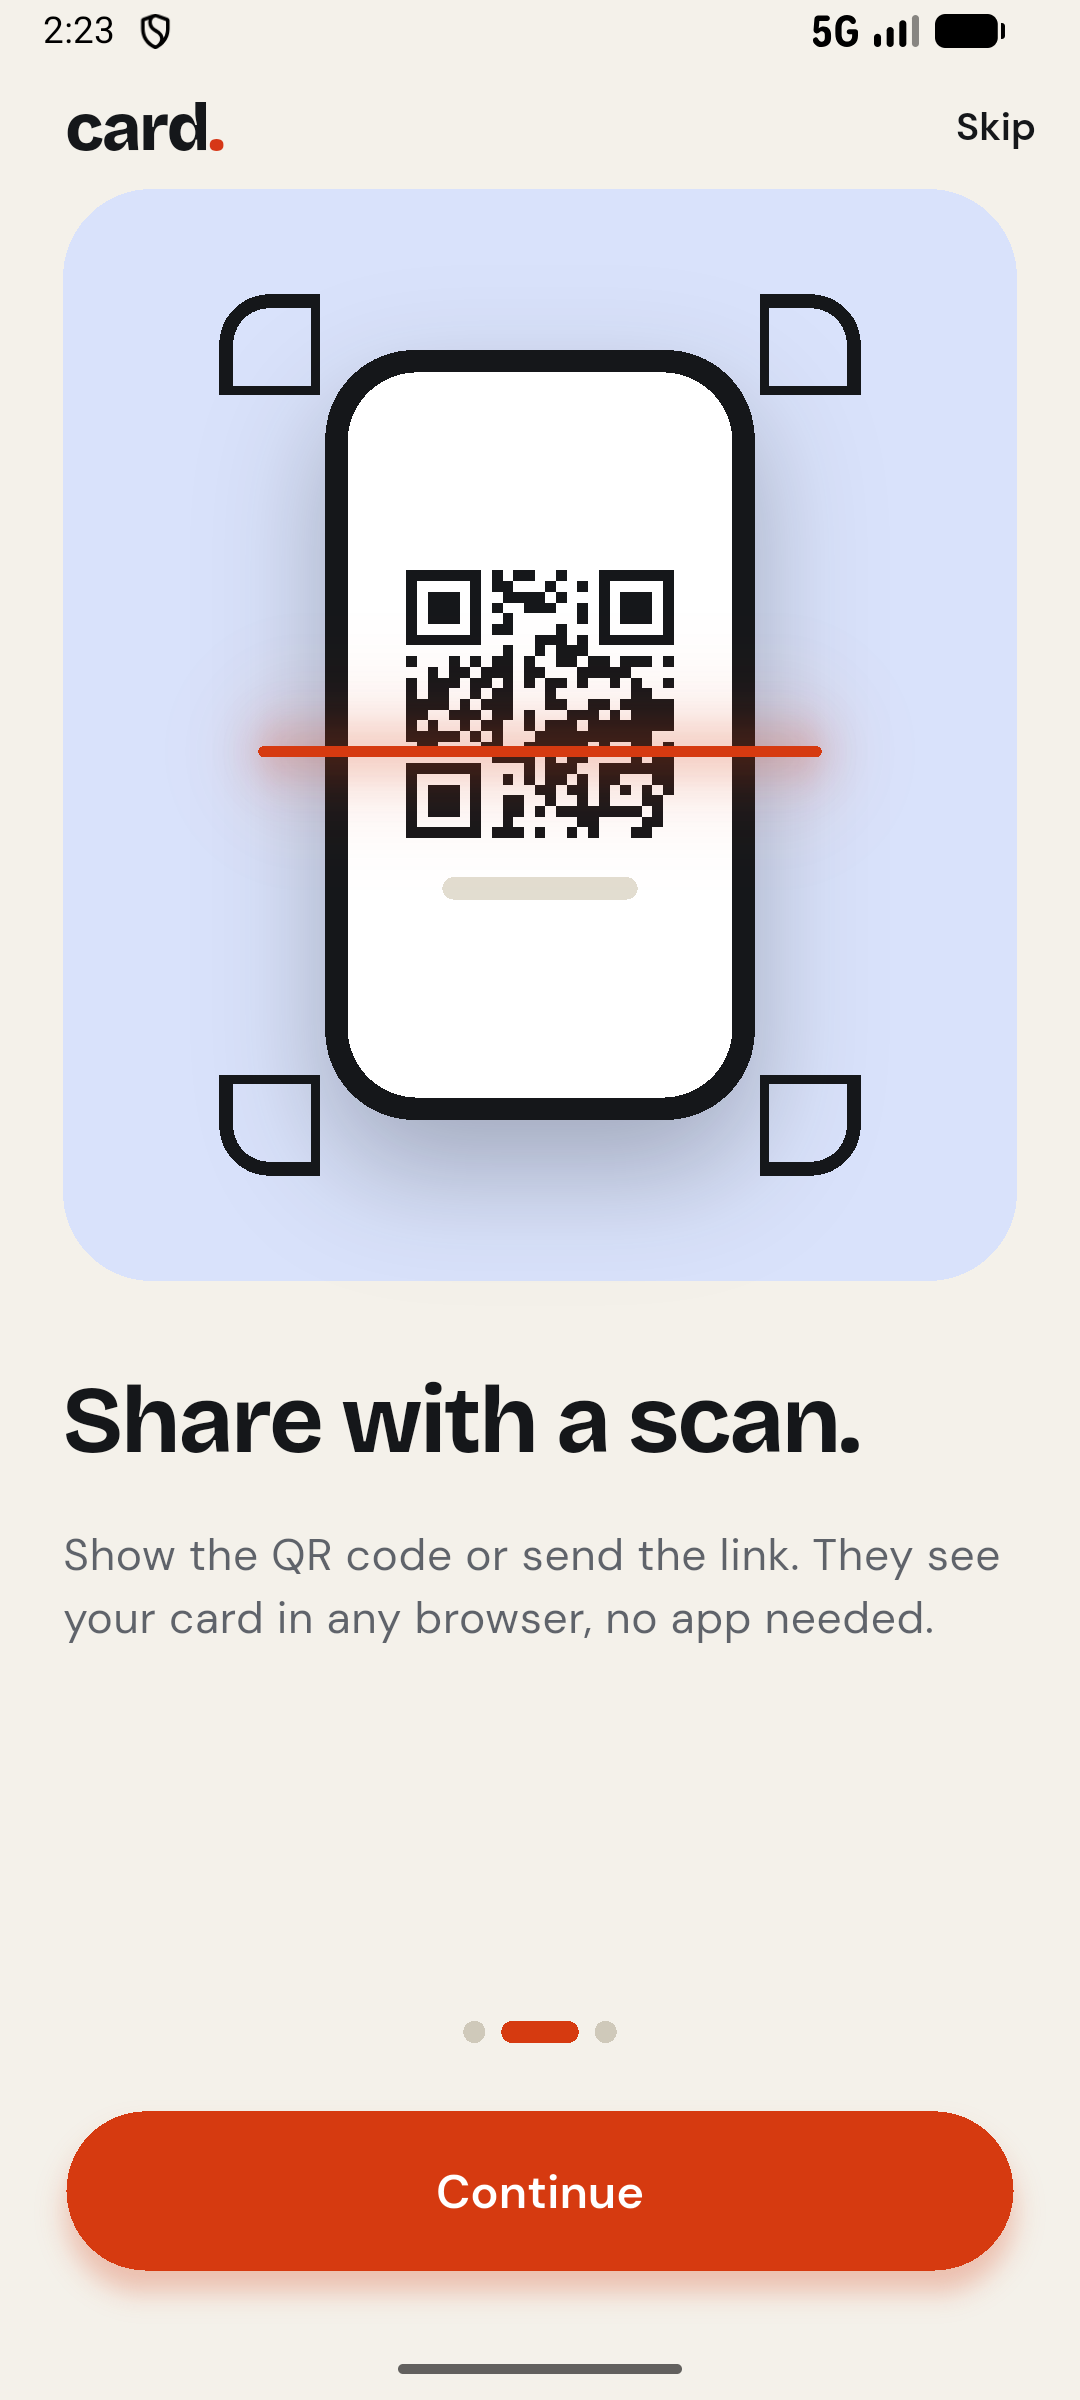 2:23
5G
card.
Skip
Share with a scan.
Show the QR code or send the link. They see
your card in any browser, no app needed.
Continue